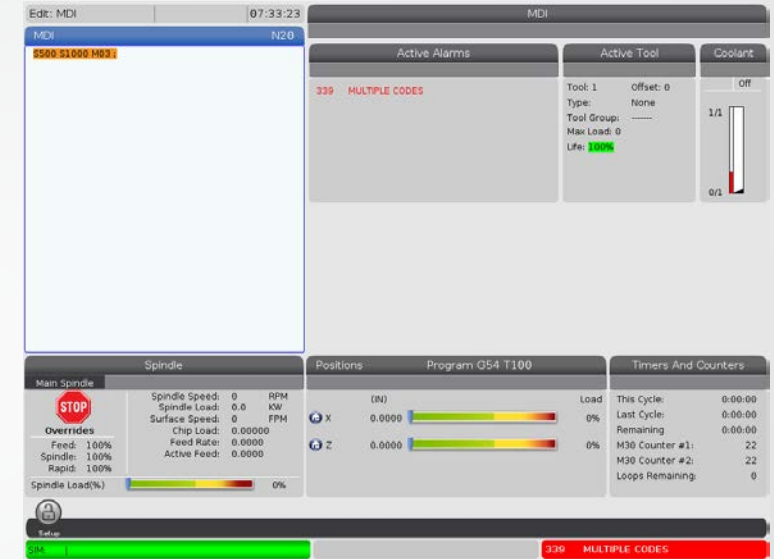 Edit: MDI 07:33:23
MDI N20
S500 S1000 M03 ;
MDI
Active Alarms
339 MULTIPLE CODES
Active Tool
Tool: 1 Offset: 0
Type: None
Tool Group: ------
Max Load: 0
Life: 100%
Coolant
Off
1/1
0/1
Spindle
Main Spindle
STOP
Overrides
Feed: 100%
Spindle: 100%
Rapid: 100%
Spindle Speed: 0 RPM
Spindle Load: 0.0 KW
Surface Speed: 0 FPM
Chip Load: 0.00000
Feed Rate: 0.0000
Active Feed: 0.0000
Spindle Load(%) 0%
Positions Program G54 T100
(IN) Load
X 0.0000 0%
Z 0.0000 0%
Timers And Counters
This Cycle: 0:00:00
Last Cycle: 0:00:00
Remaining 0:00:00
M30 Counter #1: 22
M30 Counter #2: 22
Loops Remaining: 0
Setup
SIM: |
339 MULTIPLE CODES